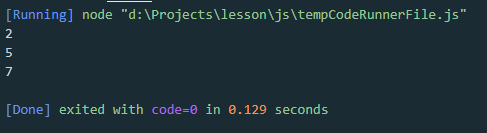 [Running] node "d:\Projects\lesson\js\tempCodeRunnerFile.js"
2
5
7
[Done] exited with code=0 in 0.129 seconds